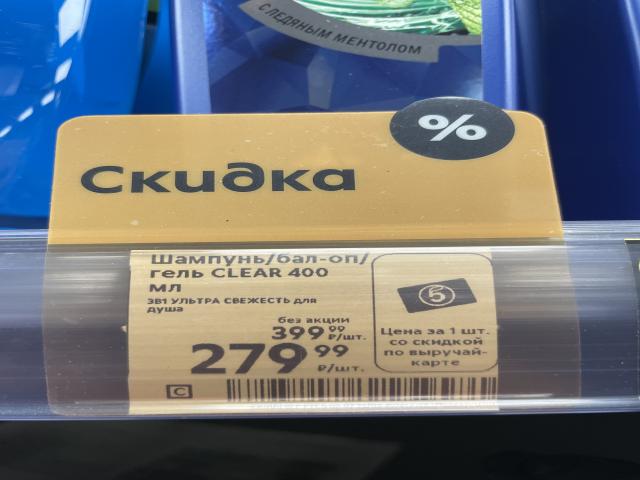 С ЛЕДЯНЫМ МЕНТОЛОМ
%
Скидка
Шампунь/бал-оп/
гель CLEAR 400
мл
3В1 УЛЬТРА СВЕЖЕСТЬ для
душа
без акции
399 99
₽/шт.
279 99
₽/шт.
С
5
Цена за 1 шт.
со скидкой
по выручай-
карте